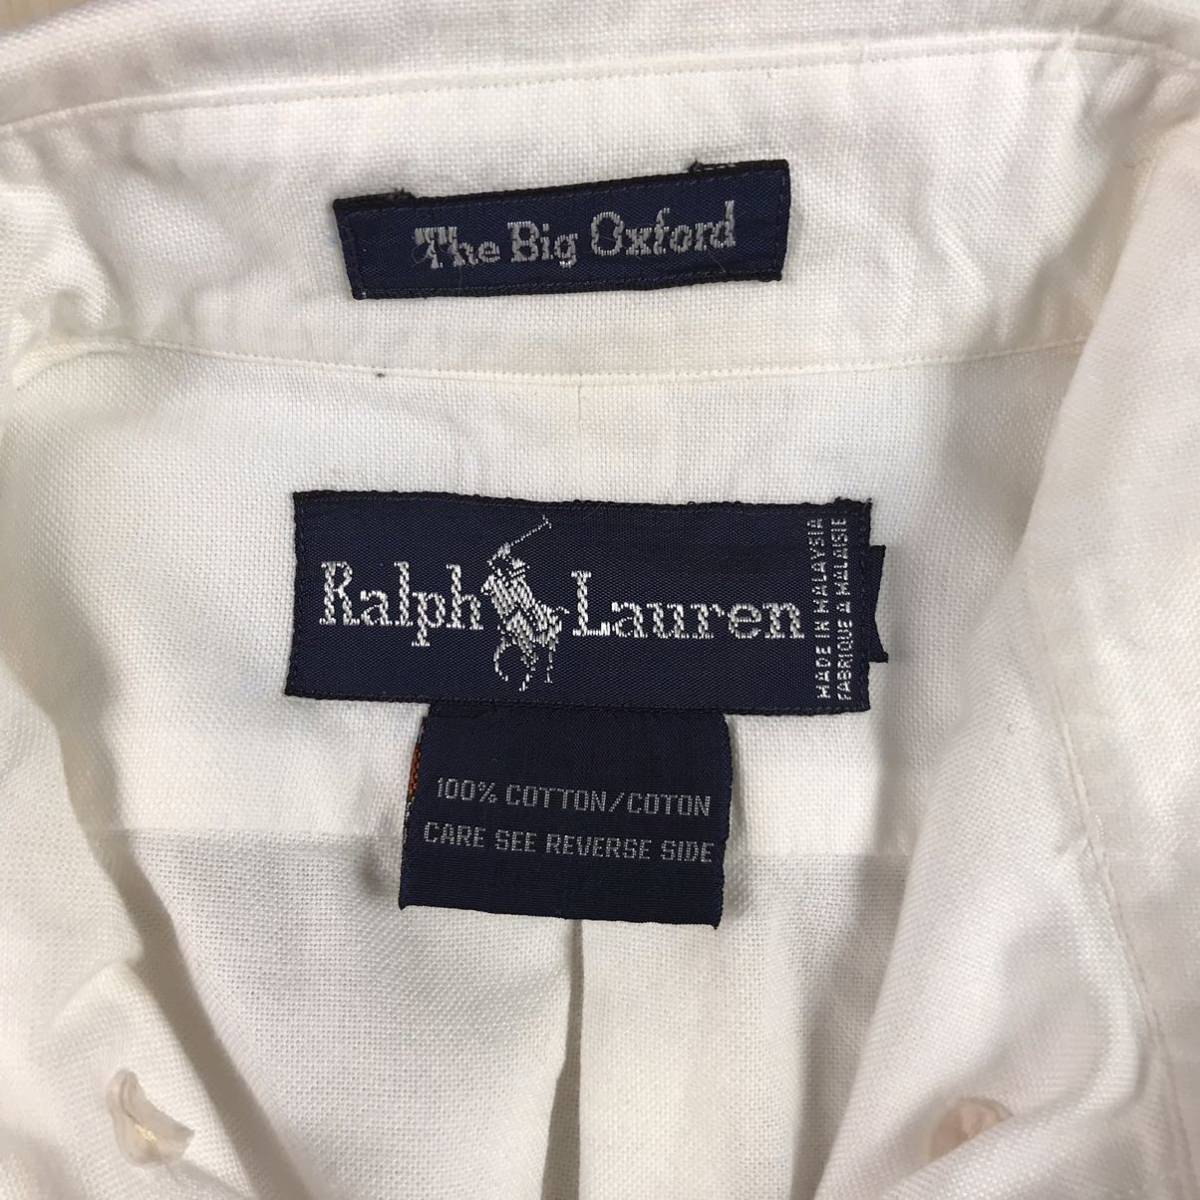 The Big Oxford
Ralph Lauren
MADE IN MALAYSIA
FABRIQUE A MALAISIE
100% COTTON/COTON
CARE SEE REVERSE SIDE